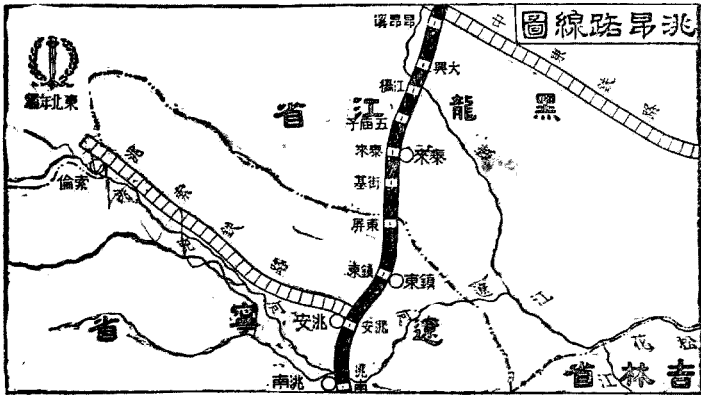 洮昂路線圖
東北年鑑
昂昂溪
大興
江橋
五廟子
黑龍江省
泰來
泰來
街基
東屏
鎮東
鎮東
索倫
洮安
洮安
遼寧省
松花江
吉林省
洮南
洮南